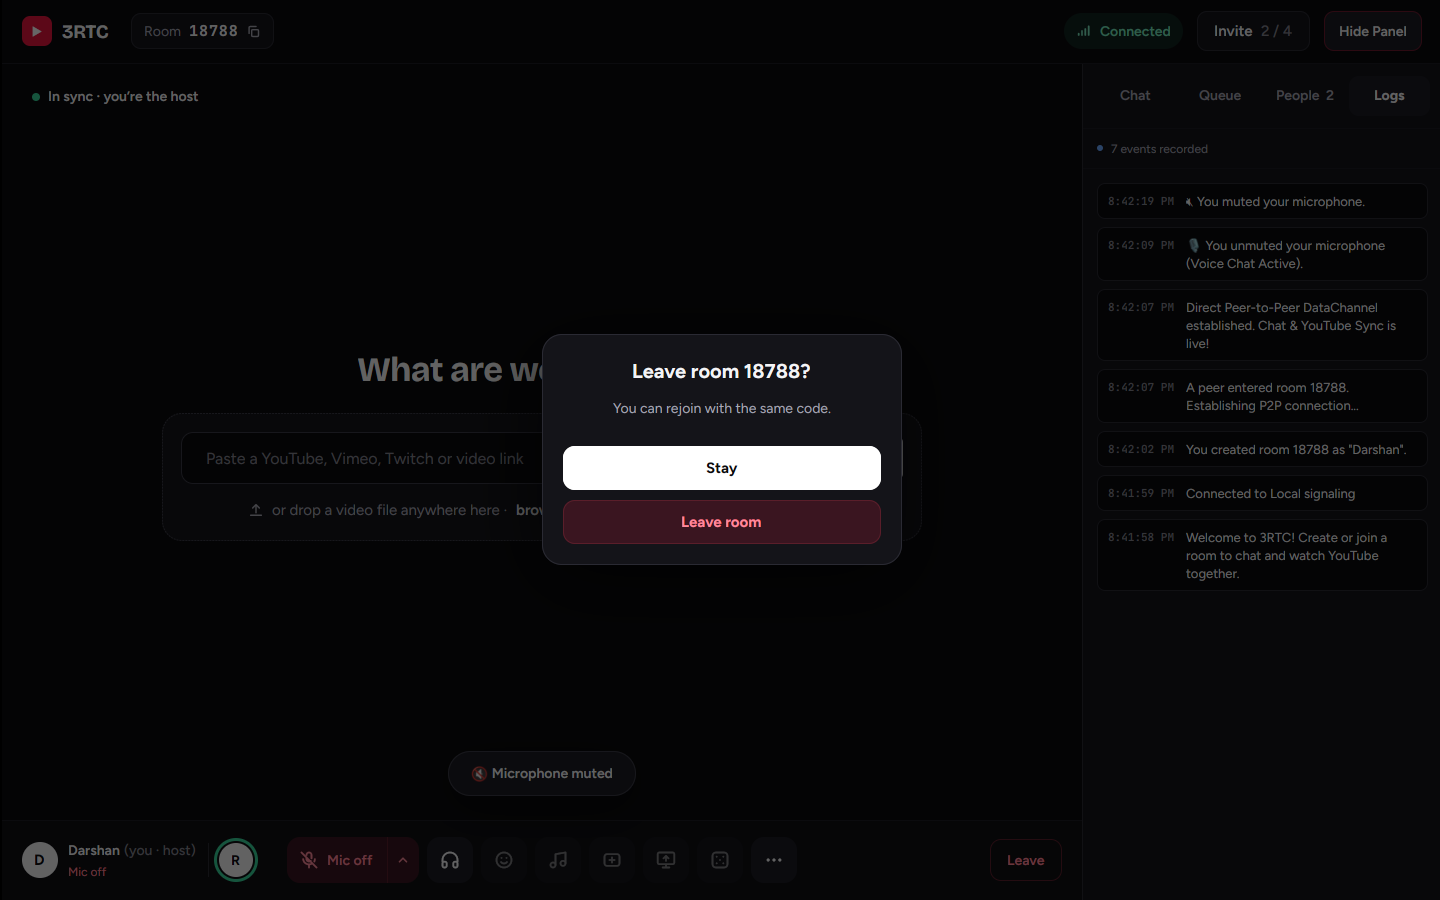 3RTC
Room 18788
Connected
Invite 2 / 4
Hide Panel
In sync · you're the host
Chat
Queue
People 2
Logs
7 events recorded
8:42:19 PM You muted your microphone.
8:42:09 PM You unmuted your microphone
(Voice Chat Active).
8:42:07 PM Direct Peer-to-Peer DataChannel
established. Chat & YouTube Sync is
live!
8:42:07 PM A peer entered room 18788.
Establishing P2P connection...
8:42:02 PM You created room 18788 as "Darshan".
8:41:59 PM Connected to Local signaling
8:41:58 PM Welcome to 3RTC! Create or join a
room to chat and watch YouTube
together.
What are
Paste a YouTube, Vimeo, Twitch or video link
or drop a video file anywhere here ·
Leave room 18788?
You can rejoin with the same code.
Stay
Leave room
Microphone muted
D
Darshan (you · host)
Mic off
R
Mic off
Leave